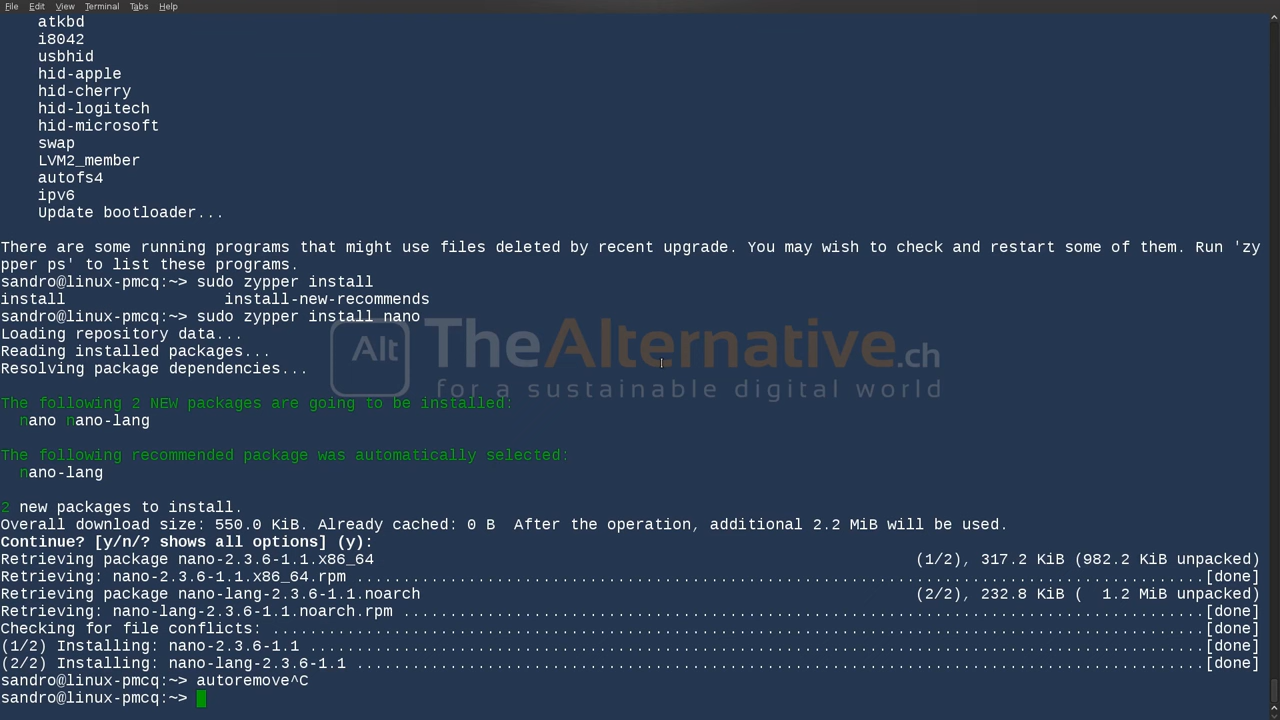 File Edit View Terminal Tabs Help
atkbd
i8042
usbhid
hid-apple
hid-cherry
hid-logitech
hid-microsoft
swap
LVM2_member
autofs4
ipv6
Update bootloader...
There are some running programs that might use files deleted by recent upgrade. You may wish to check and restart some of them. Run 'zy
pper ps' to list these programs.
sandro@linux-pmcq:~> sudo zypper install
install                 install-new-recommends
sandro@linux-pmcq:~> sudo zypper install nano
Loading repository data...
Reading installed packages...
Resolving package dependencies...
Alt TheAlternative.ch
for a sustainable digital world
The following 2 NEW packages are going to be installed:
nano nano-lang
The following recommended package was automatically selected:
nano-lang
2 new packages to install.
Overall download size: 550.0 KiB. Already cached: 0 B  After the operation, additional 2.2 MiB will be used.
Continue? [y/n/? shows all options] (y):
Retrieving package nano-2.3.6-1.1.x86_64 (1/2), 317.2 KiB (982.2 KiB unpacked)
Retrieving: nano-2.3.6-1.1.x86_64.rpm ...[done]
Retrieving package nano-lang-2.3.6-1.1.noarch (2/2), 232.8 KiB (  1.2 MiB unpacked)
Retrieving: nano-lang-2.3.6-1.1.noarch.rpm ...[done]
Checking for file conflicts: ...[done]
(1/2) Installing: nano-2.3.6-1.1 ...[done]
(2/2) Installing: nano-lang-2.3.6-1.1 ...[done]
sandro@linux-pmcq:~> autoremove^C
sandro@linux-pmcq:~>